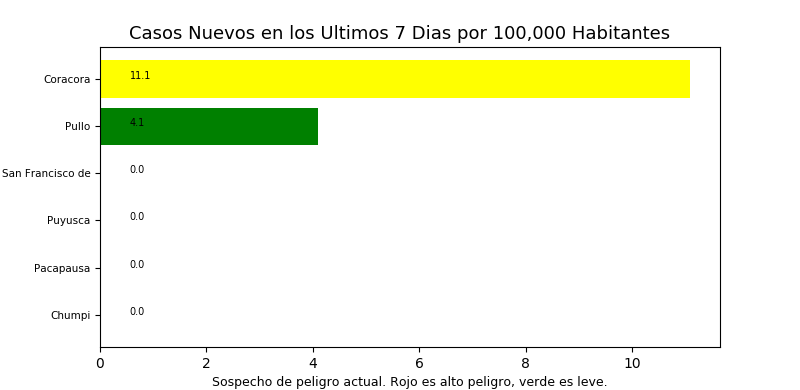 Casos Nuevos en los Ultimos 7 Dias por 100,000 Habitantes
Coracora 11.1
Pullo 4.1
San Francisco de 0.0
Puyusca 0.0
Pacapausa 0.0
Chumpi 0.0
0 2 4 6 8 10
Sospecho de peligro actual. Rojo es alto peligro, verde es leve.